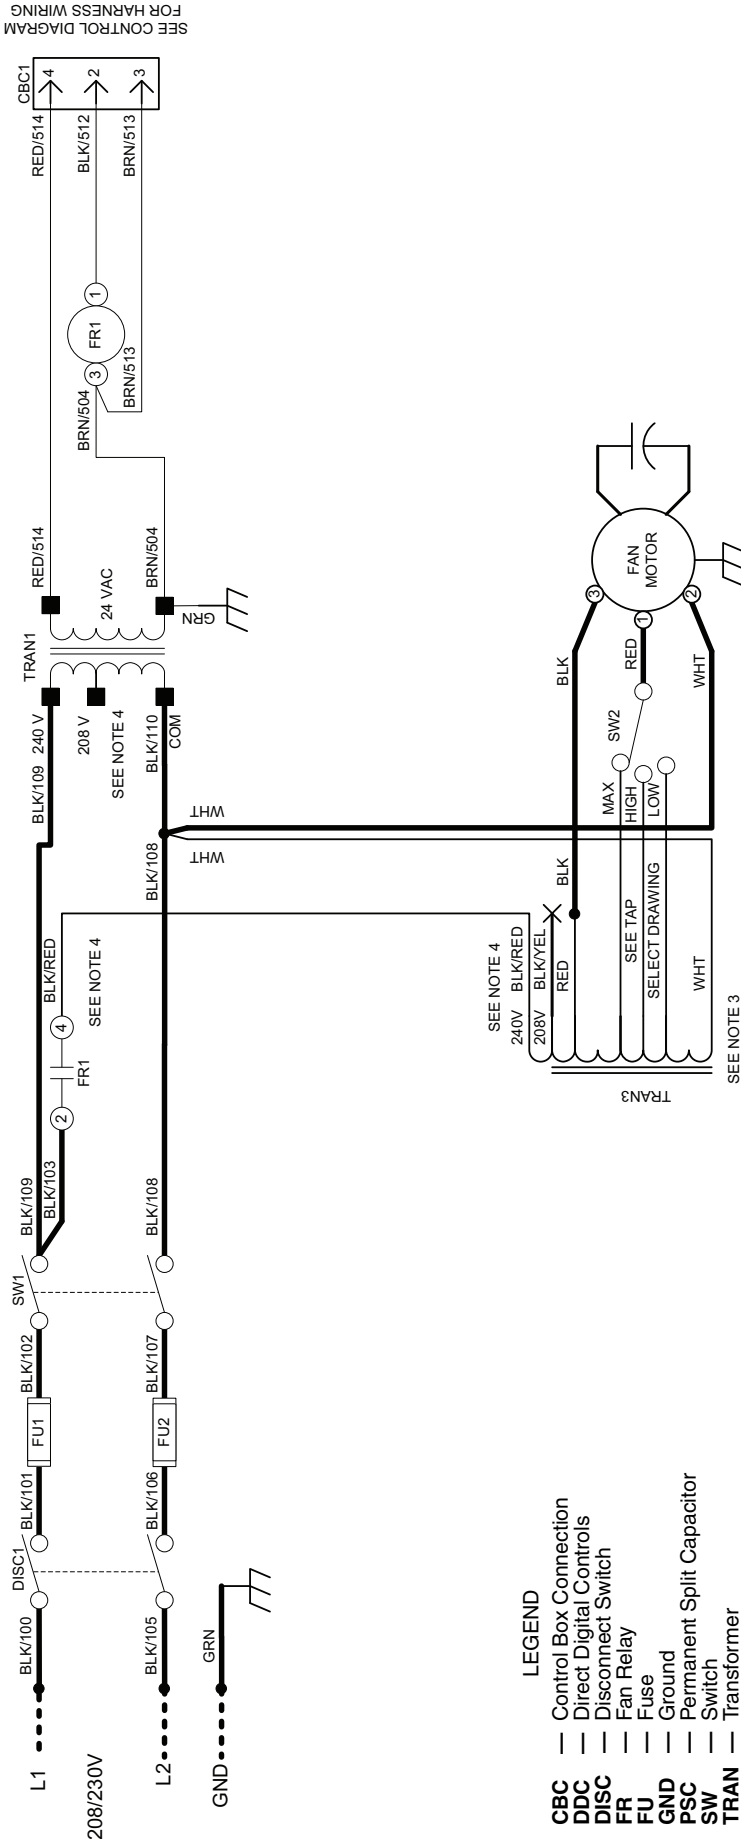 SEE CONTROL DIAGRAM
FOR HARNESS WIRING
CBC1
4
2
3
RED/514
BLK/512
BRN/513
1
FR1
3
BRN/504
BRN/513
RED/514
BRN/504
24 VAC
GRN
TRAN1
240 V
208 V
SEE NOTE 4
COM
BLK/109
BLK/110
WHT
WHT
BLK/108
BLK/RED
SEE NOTE 4
4
FR1
2
BLK/109
BLK/103
BLK/108
SW1
BLK/102
BLK/107
FU1
FU2
BLK/101
BLK/106
DISC1
BLK/100
BLK/105
GRN
L1
208/230V
L2
GND
FAN
MOTOR
3
1
2
BLK
RED
WHT
SW2
MAX
HIGH
LOW
BLK
SEE NOTE 4
240V
BLK/RED
208V
BLK/YEL
RED
SEE TAP
SELECT DRAWING
WHT
TRAN3
SEE NOTE 3
LEGEND
CBC — Control Box Connection
DDC — Direct Digital Controls
DISC — Disconnect Switch
FR — Fan Relay
FU — Fuse
GND — Ground
PSC — Permanent Split Capacitor
SW — Switch
TRAN — Transformer